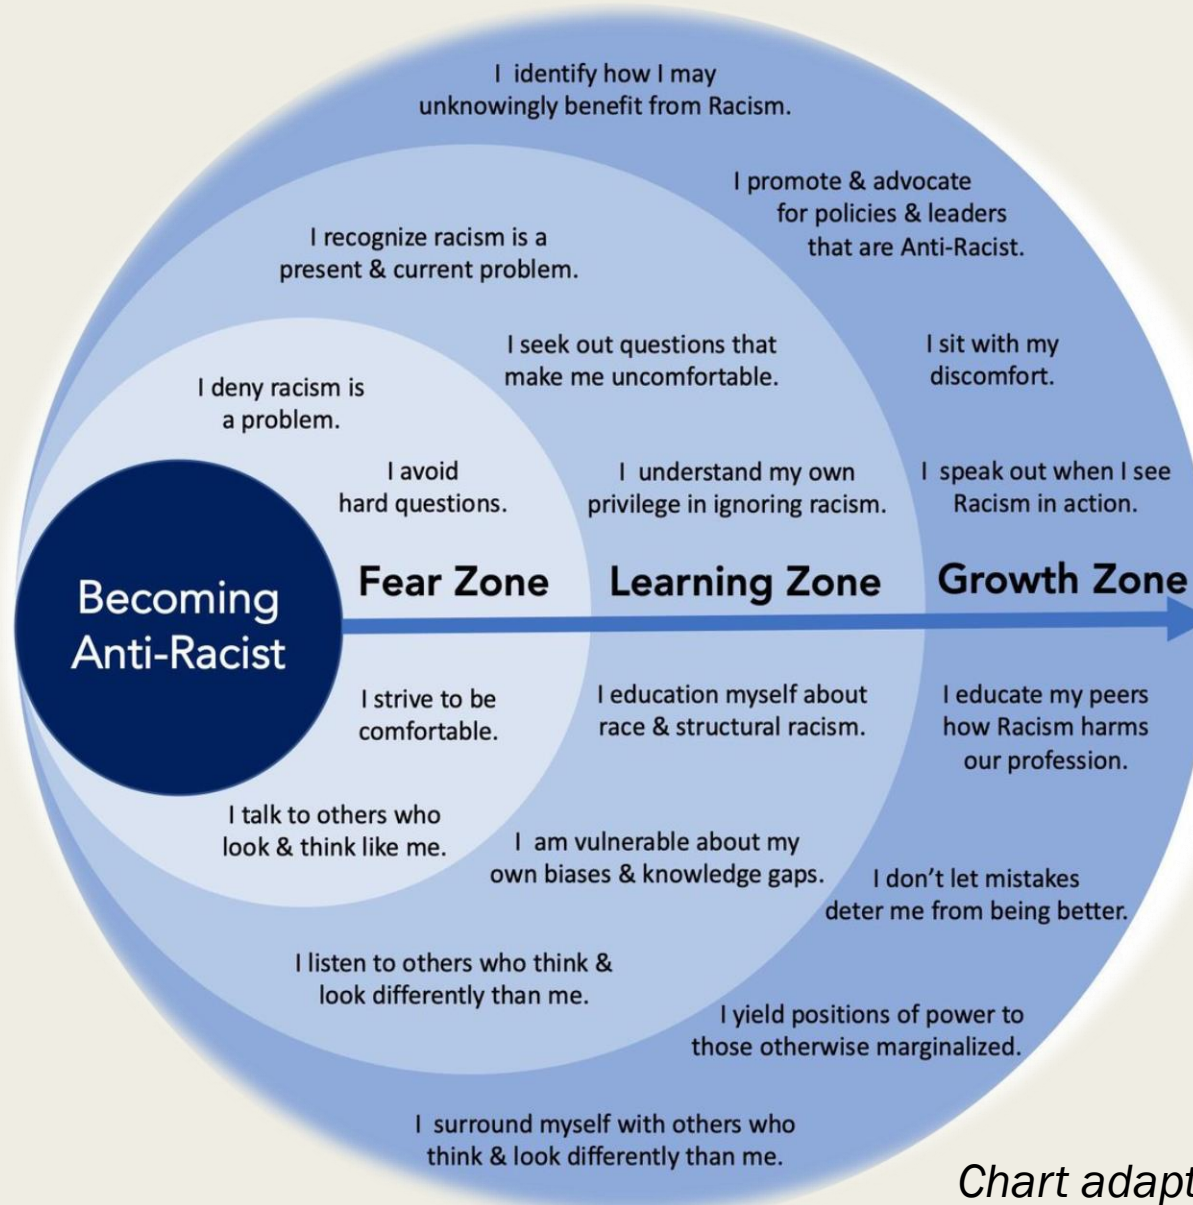 I identify how I may
unknowingly benefit from Racism.
I promote & advocate
for policies & leaders
that are Anti-Racist.
I recognize racism is a
present & current problem.
I seek out questions that
make me uncomfortable.
I sit with my
discomfort.
I deny racism is
a problem.
I avoid
hard questions.
I understand my own
privilege in ignoring racism.
I speak out when I see
Racism in action.
Becoming
Anti-Racist
Fear Zone
Learning Zone
Growth Zone
I strive to be
comfortable.
I education myself about
race & structural racism.
I educate my peers
how Racism harms
our profession.
I talk to others who
look & think like me.
I am vulnerable about my
own biases & knowledge gaps.
I don't let mistakes
deter me from being better.
I listen to others who think &
look differently than me.
I yield positions of power to
those otherwise marginalized.
I surround myself with others who
think & look differently than me.
Chart adapt